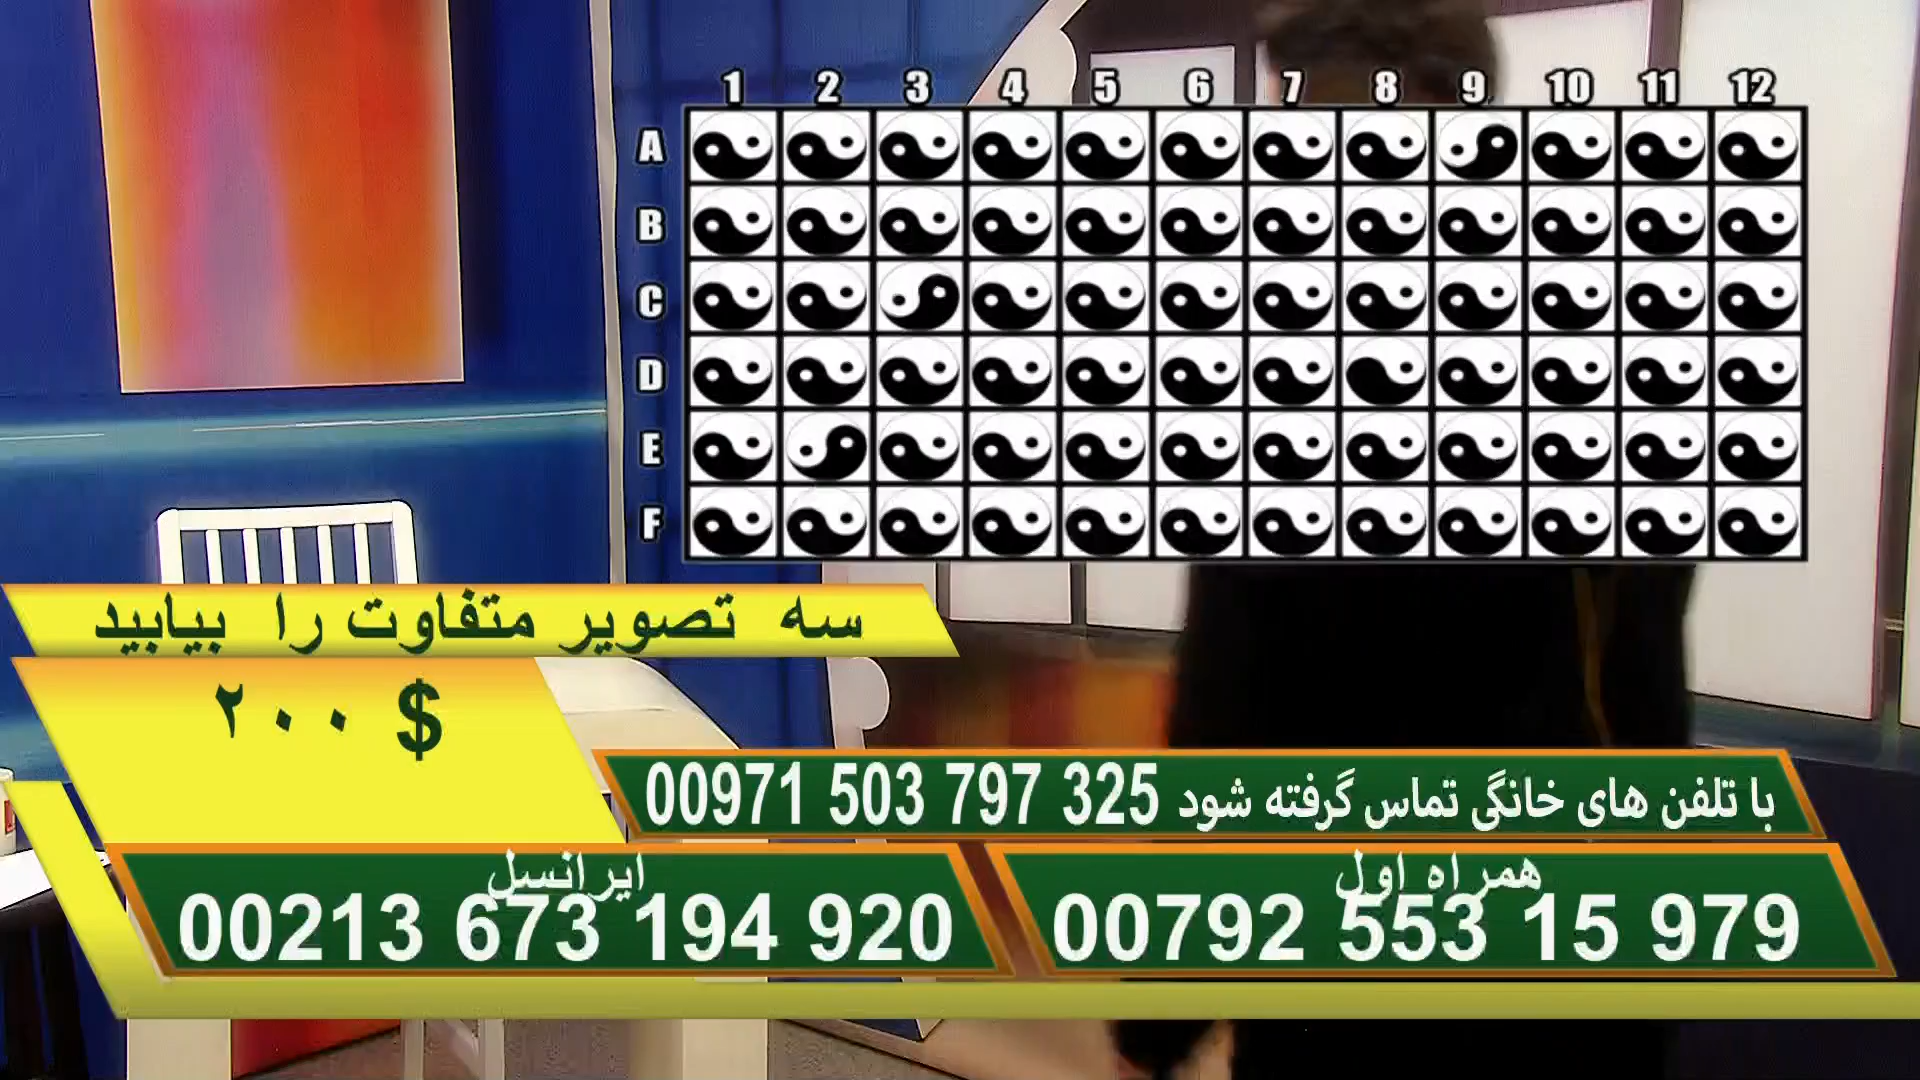 1 2 3 4 5 6 7 8 9 10 11 12
A
B
C
D
E
F
سه تصویر متفاوت را بیابید
۲۰۰ $
با تلفن های خانگی تماس گرفته شود 00971 503 797 325
ایرانسل
00213 673 194 920
همراه اول
00792 553 15 979